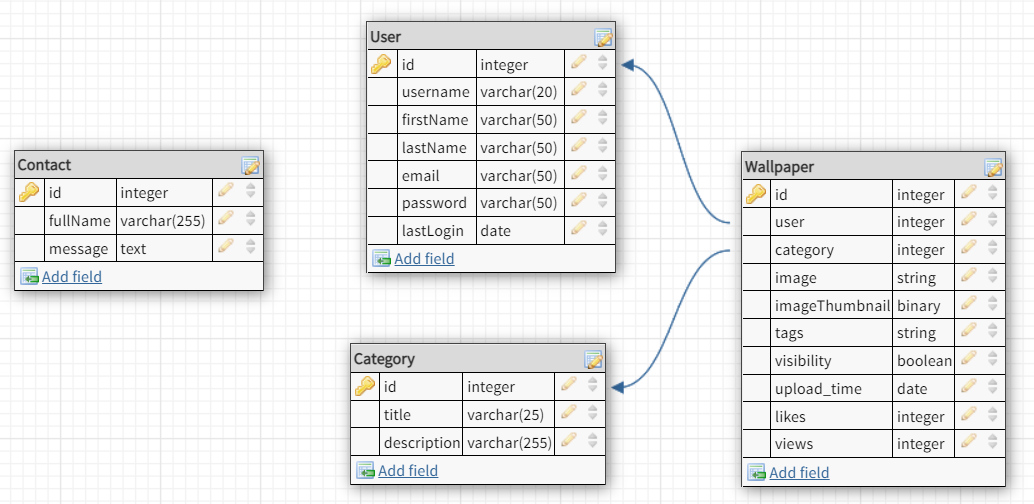 User
id integer
username varchar(20)
firstName varchar(50)
lastName varchar(50)
email varchar(50)
password varchar(50)
lastLogin date
Add field
Contact
id integer
fullName varchar(255)
message text
Add field
Wallpaper
id integer
user integer
category integer
image string
imageThumbnail binary
tags string
visibility boolean
upload_time date
likes integer
views integer
Add field
Category
id integer
title varchar(25)
description varchar(255)
Add field